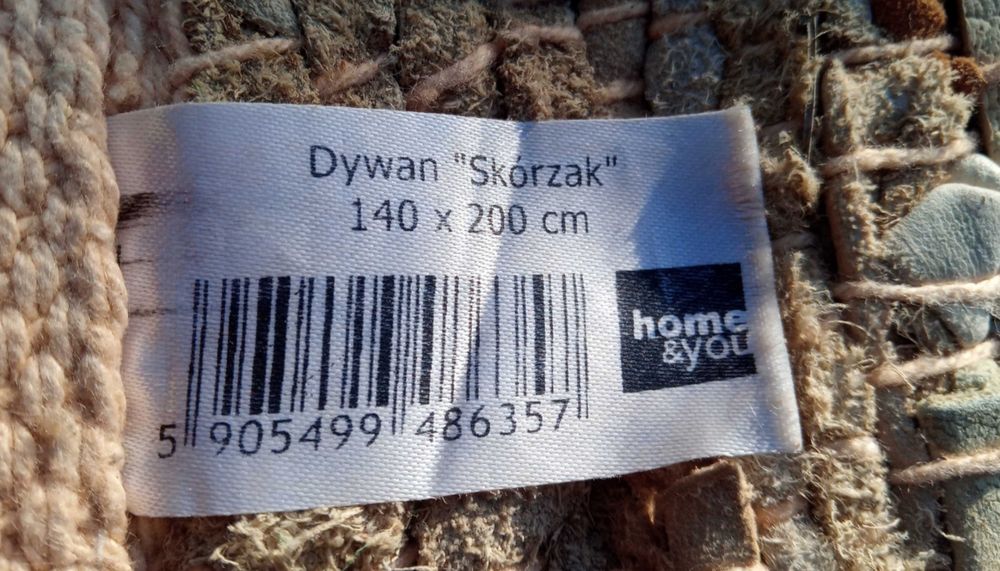 Dywan "Skórzak"
140 x 200 cm
home
&you
5 905499 486357